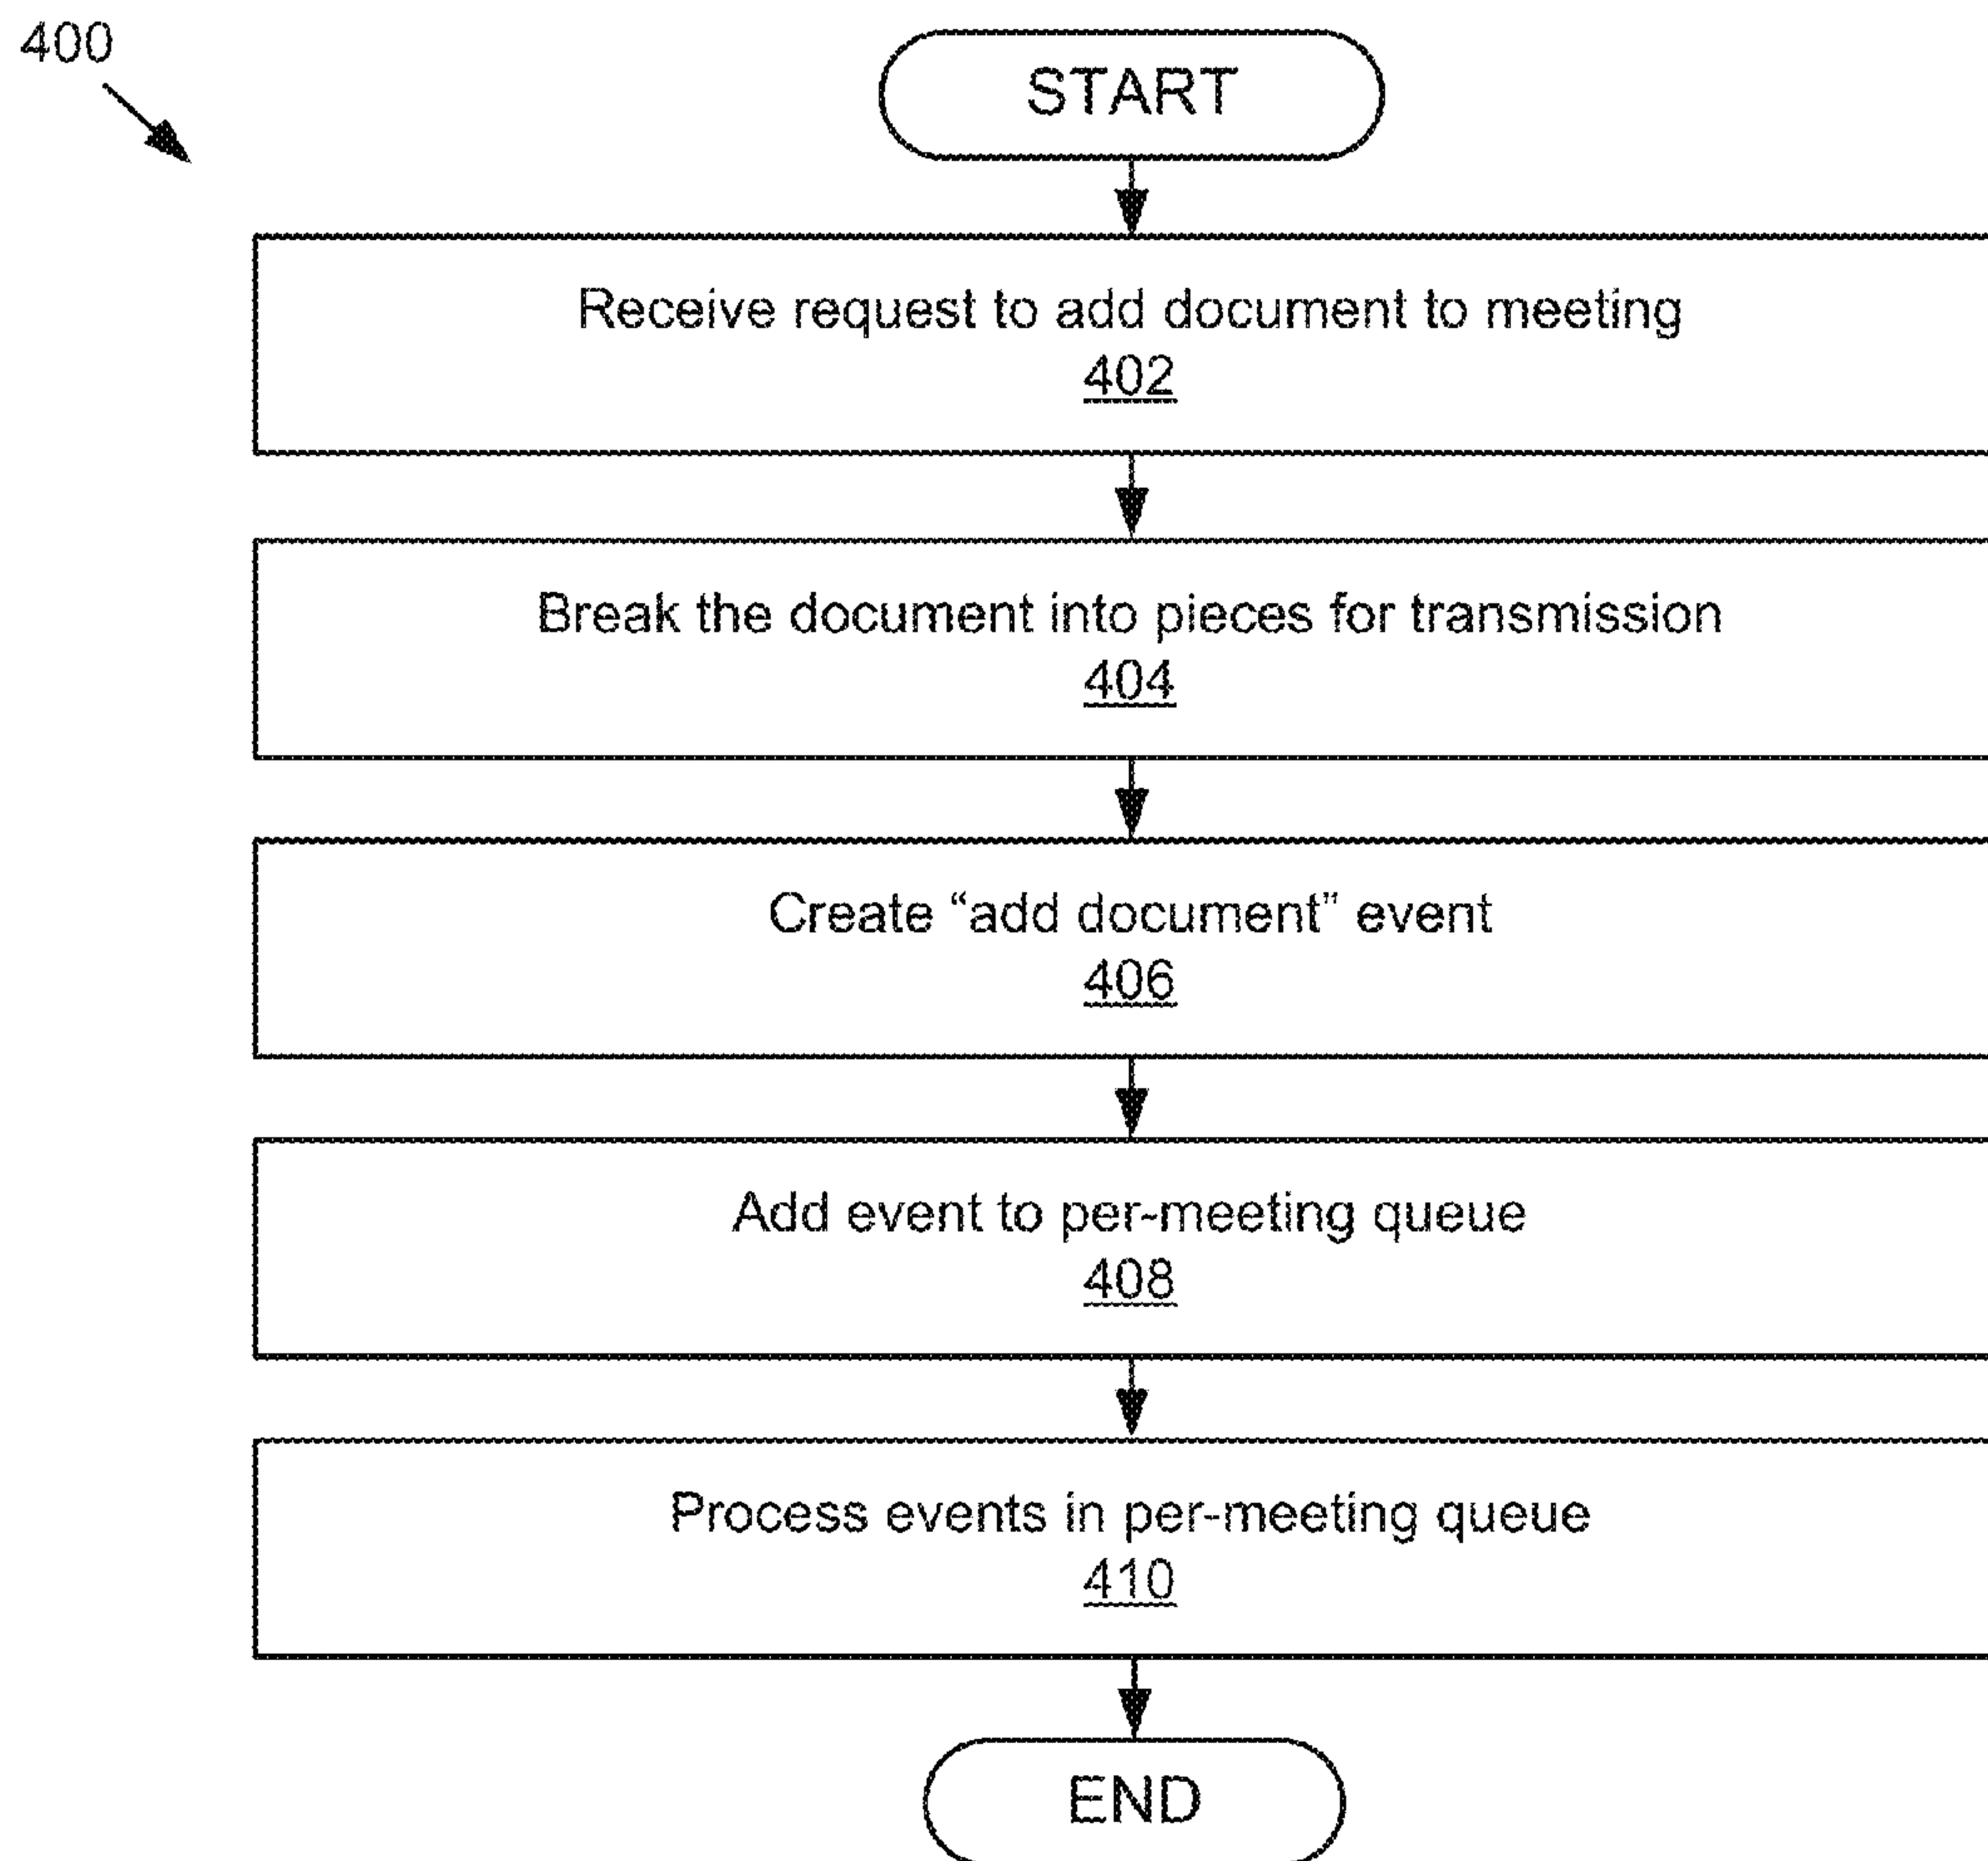 400
START
Receive request to add document to meeting
402
Break the document into pieces for transmission
404
Create “add document” event
406
Add event to per-meeting queue
408
Process events in per-meeting queue
410
END